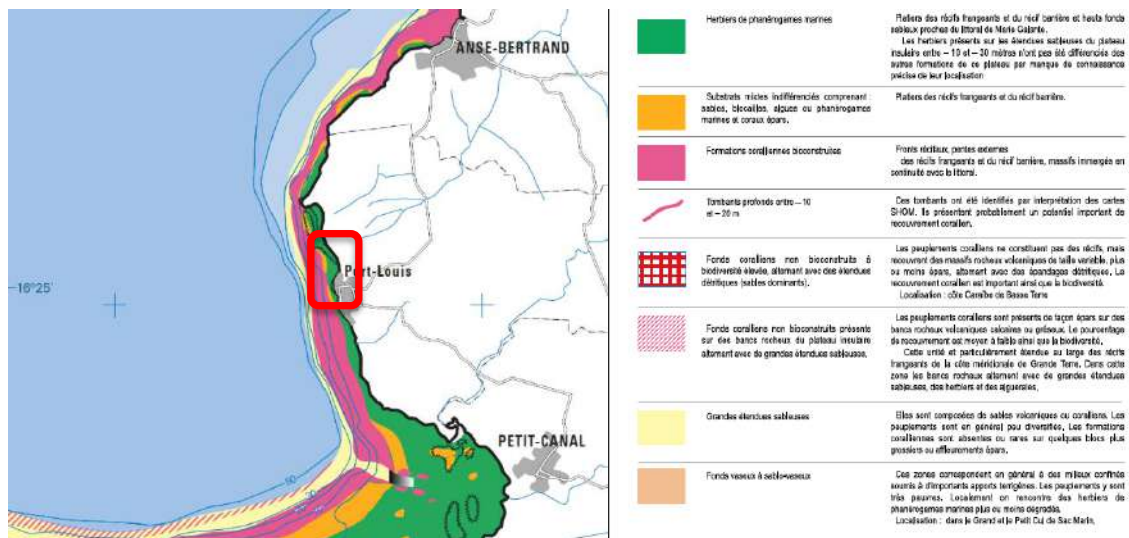 ANSE-BERTRAND
Port-Louis
16°25'
PETIT-CANAL
Herbiers de phanérogames marines
Platiers des récifs frangeants et du récif barrière et hauts fonds
sableux proches du littoral de Marie Galante.
Les herbiers présents sur les étendues sableuses du plateau
insulaire entre – 10 et – 30 mètres n'ont pas été différenciés des
autres formations de ce plateau par manque de connaissance
précise de leur localisation
Substrats mixtes indifférenciés comprenant :
sables, blocailles, algues ou phanérogames
marines et coraux épars.
Platiers des récifs frangeants et du récif barrière.
Formations coralliennes bioconstruites
Fronts récifaux, pentes externes
des récifs frangeants et du récif barrière, massifs immergés en
continuité avec le littoral.
Tombants profonds entre – 10
et – 20 m
Ces tombants ont été identifiés par interprétation des cartes
SHOM. Ils présentent probablement un potentiel important de
recouvrement corallien.
Fonds coralliens non bioconstruits à
biodiversité élevée, alternant avec des étendues
détritiques (sables dominants).
Les peuplements coralliens ne constituent pas des récifs, mais
recouvrent des massifs rocheux volcaniques de taille variable, plus
ou moins épars, alternant avec des épandages détritiques. Le
recouvrement corallien est important ainsi que la biodiversité.
Localisation : côte Caraïbe de Basse Terre
Fonds coralliens non bioconstruits présents
sur des bancs rocheux du plateau insulaire
alternant avec de grandes étendues sableuses.
Les peuplements coralliens sont présents de façon épars sur des
bancs rocheux volcaniques calcaires ou gréseux. Le pourcentage
de recouvrement est moyen à faible ainsi que la biodiversité.
Cette unité et particulièrement étendue au large des récifs
frangeants de la côte méridionale de Grande Terre. Dans cette
zone les bancs rocheux alternent avec de grandes étendues
sableuses, des herbiers et des algueraies.
Grandes étendues sableuses
Elles sont composées de sables volcaniques ou coralliens. Les
peuplements sont en général peu diversifiés. Les formations
coralliennes sont absentes ou rares sur quelques blocs plus
grossiers ou affleurements épars.
Fonds vaseux à sablo-vaseux
Ces zones correspondent en général à des milieux confinés
soumis à d'importants apports terrigènes. Les peuplements y sont
très pauvres. Localement on rencontre des herbiers de
phanérogames marines plus ou moins dégradés.
Localisation : dans le Grand et le Petit Cul de Sac Marin.